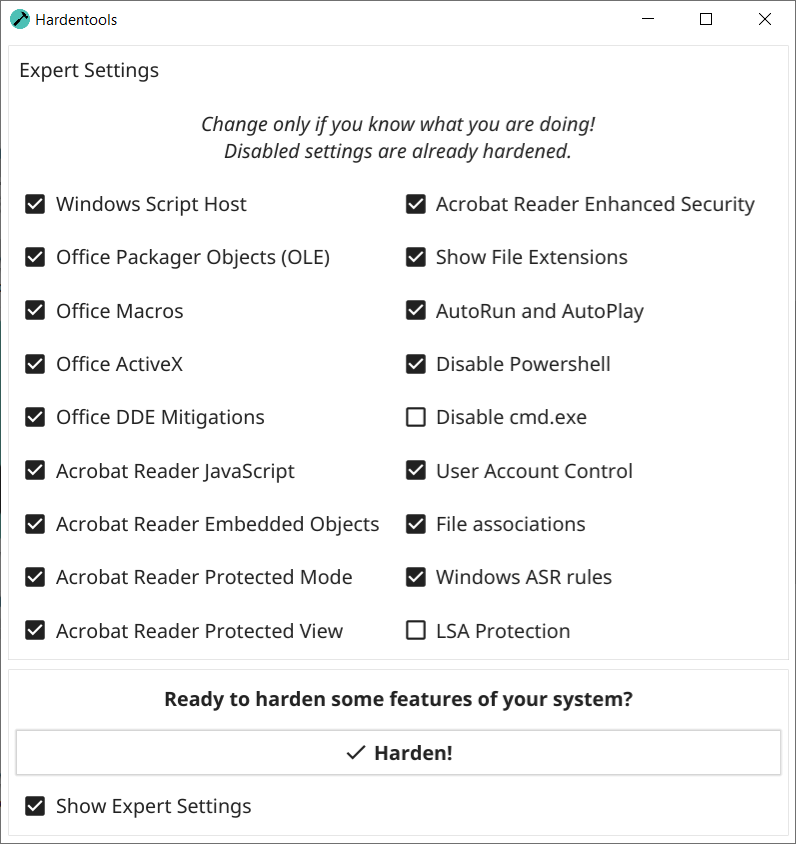 Hardentools
Expert Settings
Change only if you know what you are doing!
Disabled settings are already hardened.
Windows Script Host
Office Packager Objects (OLE)
Office Macros
Office ActiveX
Office DDE Mitigations
Acrobat Reader JavaScript
Acrobat Reader Embedded Objects
Acrobat Reader Protected Mode
Acrobat Reader Protected View
Acrobat Reader Enhanced Security
Show File Extensions
AutoRun and AutoPlay
Disable Powershell
Disable cmd.exe
User Account Control
File associations
Windows ASR rules
LSA Protection
Ready to harden some features of your system?
Harden!
Show Expert Settings